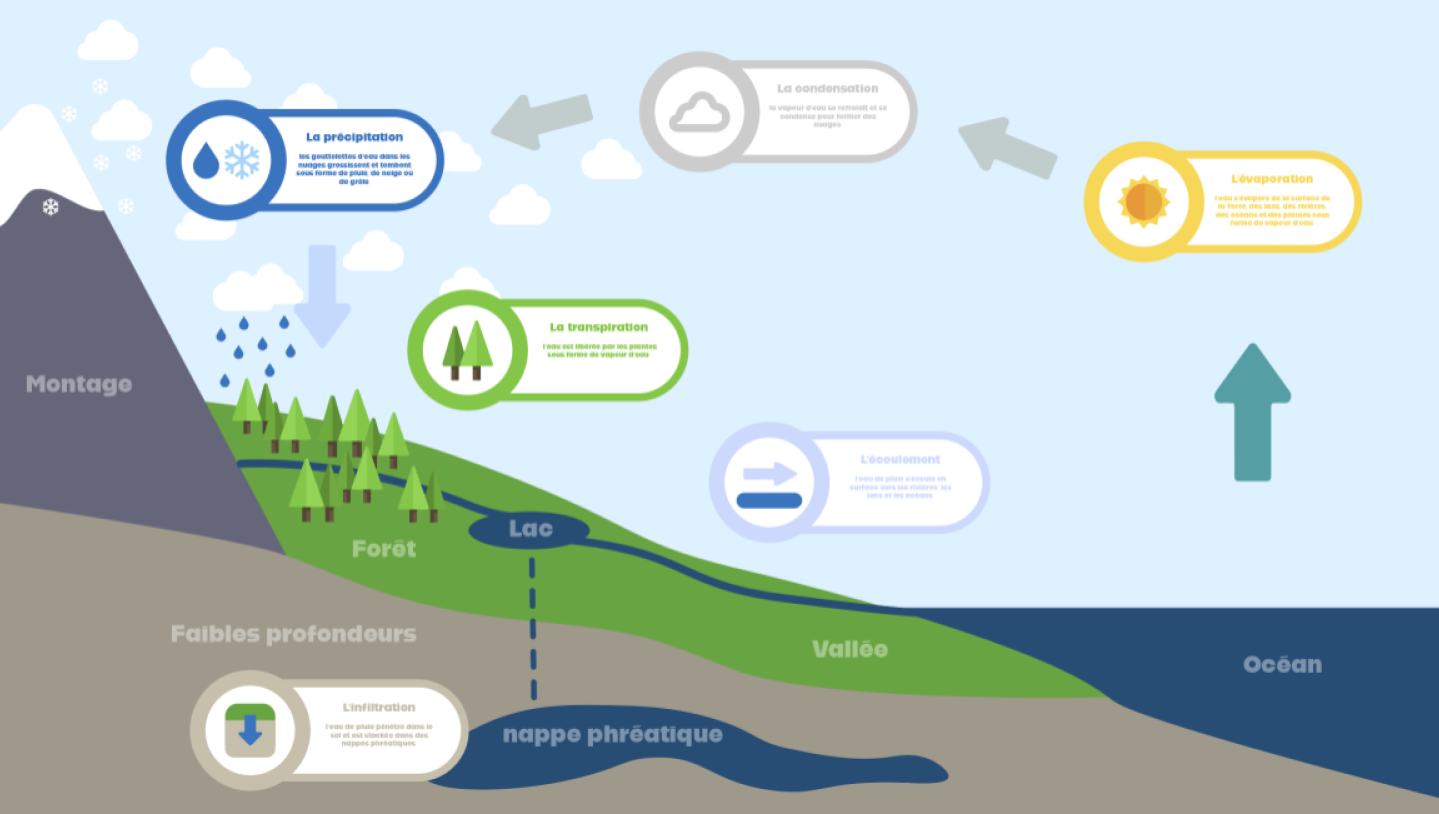 La condensation
la vapeur d'eau se refroidit et se
condense pour former des
nuages
La précipitation
les gouttelettes d'eau dans les
nuages grossissent et tombent
sous forme de pluie, de neige ou
de grêle
L'évaporation
l'eau s'évapore de la surface de
la Terre, des lacs, des rivières,
des océans et des plantes sous
forme de vapeur d'eau
La transpiration
l'eau est libérée par les plantes
sous forme de vapeur d'eau
Montage
L'écoulement
l'eau de pluie s'écoule en
surface vers les rivières, les
lacs et les océans
Lac
Forêt
Faibles profondeurs
Vallée
Océan
L'infiltration
l'eau de pluie pénètre dans le
sol et est stockée dans des
nappes phréatiques
nappe phréatique